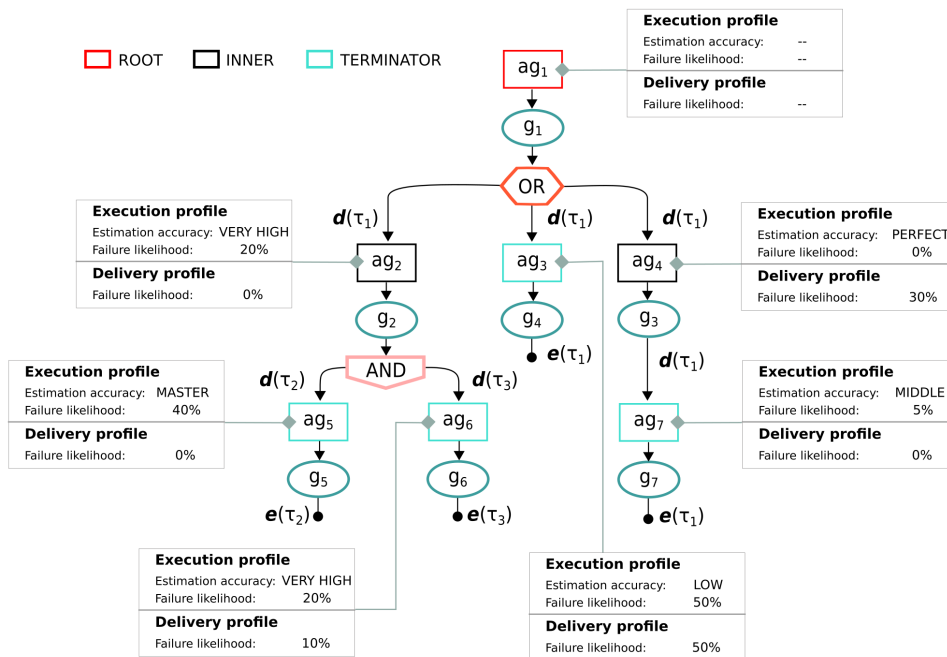 ROOT INNER TERMINATOR
Execution profile
Estimation accuracy: --
Failure likelihood: --
Delivery profile
Failure likelihood: --
ag₁
g₁
OR
d(τ₁) d(τ₁) d(τ₁)
Execution profile
Estimation accuracy: VERY HIGH
Failure likelihood: 20%
Delivery profile
Failure likelihood: 0%
ag₂ ag₃ ag₄
Execution profile
Estimation accuracy: PERFECT
Failure likelihood: 0%
Delivery profile
Failure likelihood: 30%
g₂ g₄ g₃
e(τ₁)
AND
d(τ₂) d(τ₃) d(τ₁)
Execution profile
Estimation accuracy: MASTER
Failure likelihood: 40%
Delivery profile
Failure likelihood: 0%
ag₅ ag₆ ag₇
Execution profile
Estimation accuracy: MIDDLE
Failure likelihood: 5%
Delivery profile
Failure likelihood: 0%
g₅ g₆ g₇
e(τ₂) e(τ₃) e(τ₁)
Execution profile
Estimation accuracy: VERY HIGH
Failure likelihood: 20%
Delivery profile
Failure likelihood: 10%
Execution profile
Estimation accuracy: LOW
Failure likelihood: 50%
Delivery profile
Failure likelihood: 50%